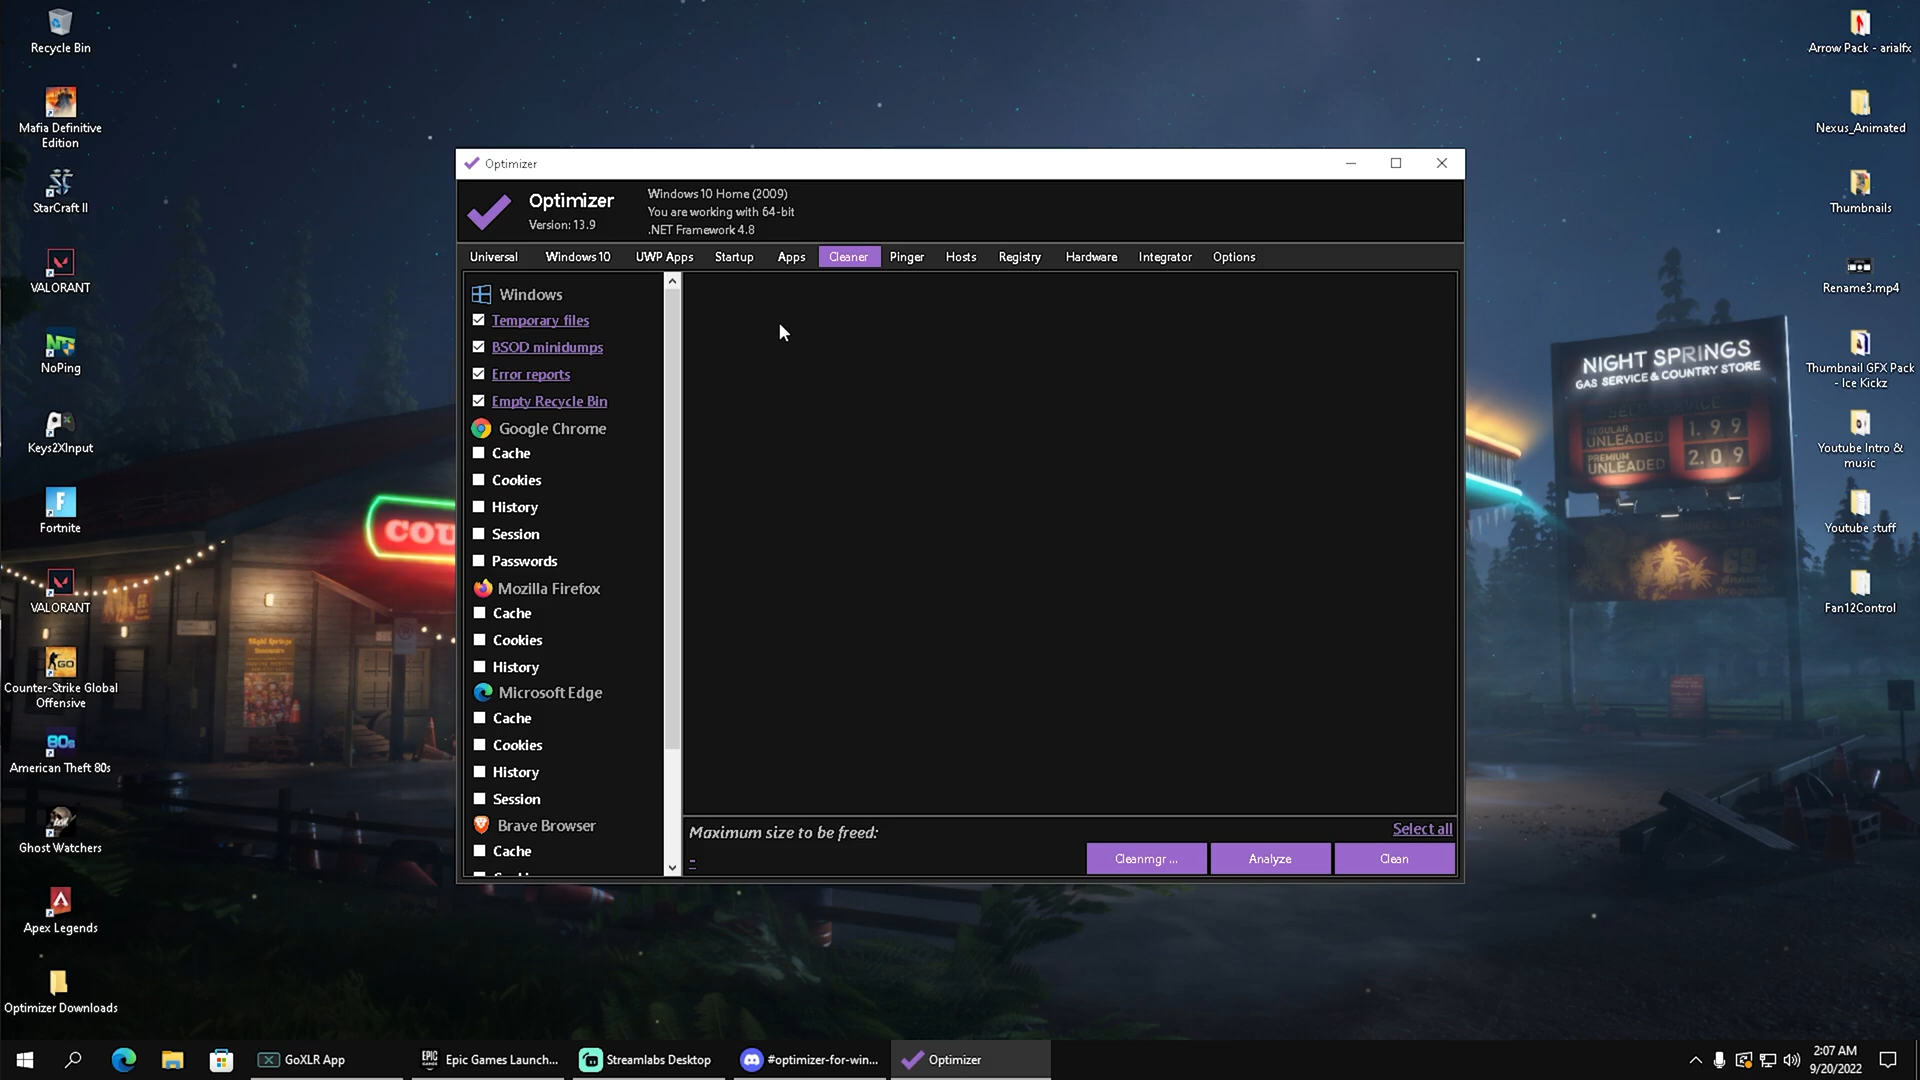 Recycle Bin
Mafia Definitive
Edition
StarCraft II
VALORANT
NoPing
Keys2XInput
Fortnite
VALORANT
Counter-Strike Global
Offensive
80s
American Theft 80s
Ghost Watchers
Apex Legends
Optimizer Downloads
Optimizer
Optimizer
Version: 13.9
Windows 10 Home (2009)
You are working with 64-bit
.NET Framework 4.8
Universal Windows 10 UWP Apps Startup Apps Cleaner Pinger Hosts Registry Hardware Integrator Options
Windows
Temporary files
BSOD minidumps
Error reports
Empty Recycle Bin
Google Chrome
Cache
Cookies
History
Session
Passwords
Mozilla Firefox
Cache
Cookies
History
Microsoft Edge
Cache
Cookies
History
Session
Brave Browser
Cache
Maximum size to be freed:
-
Select all
Cleanmgr ... Analyze Clean
COU
NIGHT SPRINGS
GAS SERVICE & COUNTRY STORE
REGULAR
UNLEADED 1.99
PREMIUM
UNLEADED 2.09
Arrow Pack - arialfx
Nexus_Animated
Thumbnails
Rename3.mp4
Thumbnail GFX Pack
- Ice Kickz
Youtube Intro &
music
Youtube stuff
Fan12Control
GoXLR App
Epic Games Launch...
Streamlabs Desktop
#optimizer-for-win...
Optimizer
2:07 AM
9/20/2022